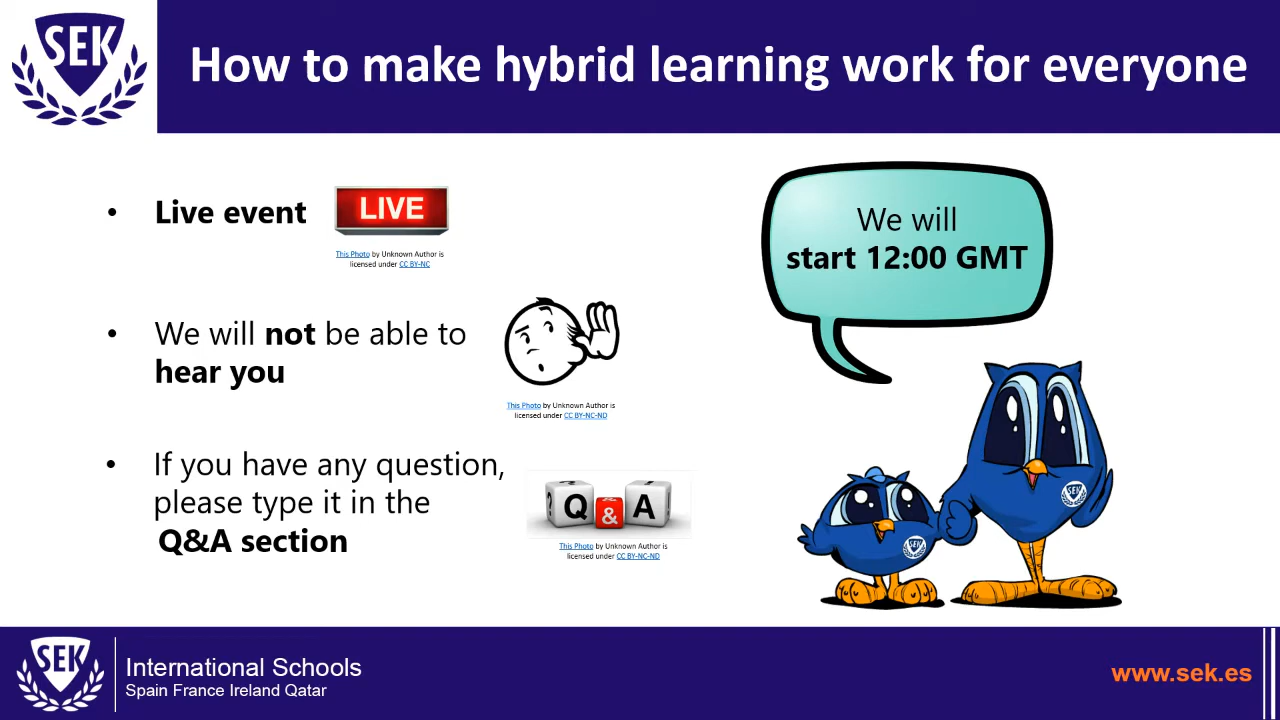 SEK
How to make hybrid learning work for everyone
• Live event
LIVE
This Photo by Unknown Author is
licensed under CC BY-NC
• We will not be able to
hear you
This Photo by Unknown Author is
licensed under CC BY-NC-ND
• If you have any question,
please type it in the
Q&A section
Q & A
This Photo by Unknown Author is
licensed under CC BY-NC-ND
We will
start 12:00 GMT
SEK
SEK
SEK
International Schools
Spain France Ireland Qatar
www.sek.es